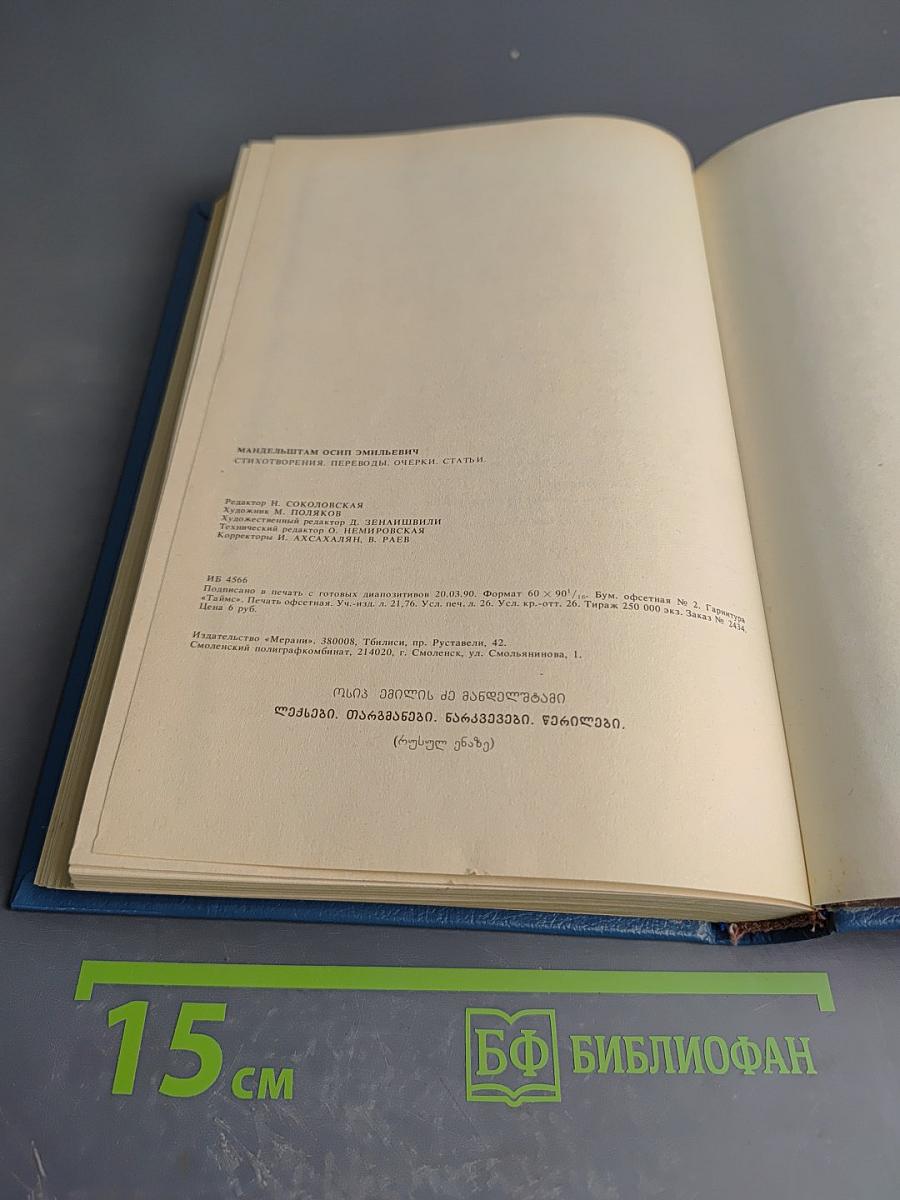 МАНДЕЛЬШТАМ ОСИП ЭМИЛЬЕВИЧ
СТИХОТВОРЕНИЯ. ПЕРЕВОДЫ. ОЧЕРКИ. СТАТЬИ.
Редактор Н. СОКОЛОВСКАЯ
Художник М. ПОЛЯКОВ
Художественный редактор Д. ЗЕНАИШВИЛИ
Технический редактор О. НЕМИРОВСКАЯ
Корректоры И. АХСАХАЛЯН, В. РАЕВ
ИБ 4566
Подписано в печать с готовых диапозитивов 20.03.90. Формат 60 × 90¹/₁₆. Бум. офсетная № 2. Гарнитура
«Таймс». Печать офсетная. Уч.-изд. л. 21,76. Усл. печ. л. 26. Усл. кр.-отт. 26. Тираж 250 000 экз. Заказ № 2434.
Цена 6 руб.
Издательство «Мерани». 380008, Тбилиси, пр. Руставели, 42.
Смоленский полиграфкомбинат, 214020, г. Смоленск, ул. Смольянинова, 1.
ოსიპ ემილის ძე მანდელშტამი
ლექსები. თარგმანები. ნარკვევები. წერილები.
(რუსულ ენაზე)
15 см
БФ БИБЛИОФАН